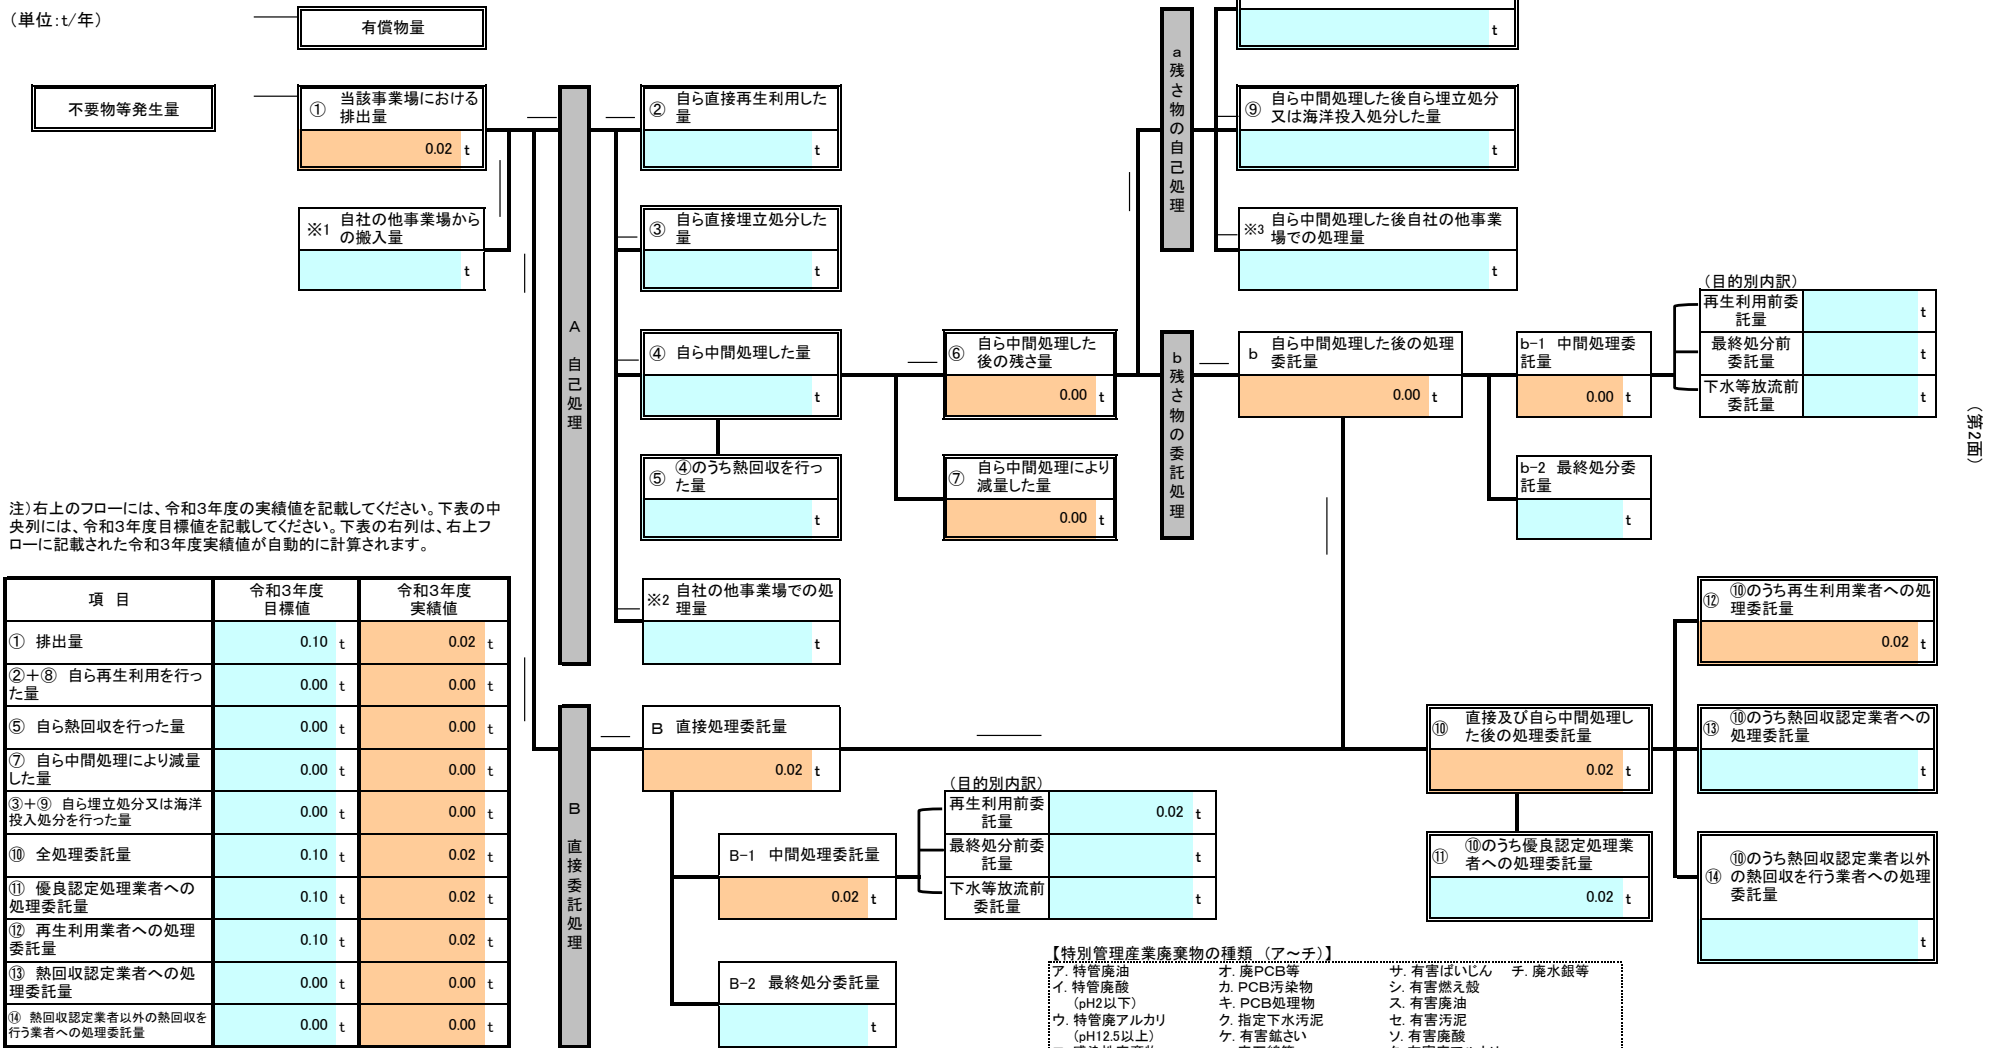 (単位:t/年)
有償物量
t
不要物等発生量
① 当該事業場における
排出量
0.02 t
※1 自社の他事業場から
の搬入量
t
A 自己処理
② 自ら直接再生利用した
量
t
③ 自ら直接埋立処分した
量
t
④ 自ら中間処理した量
t
⑤ ④のうち熱回収を行っ
た量
t
※2 自社の他事業場での処
理量
t
⑥ 自ら中間処理した
後の残さ量
0.00 t
⑦ 自ら中間処理により
減量した量
0.00 t
a 残さ物の自己処理
⑨ 自ら中間処理した後自ら埋立処分
又は海洋投入処分した量
t
※3 自ら中間処理した後自社の他事業
場での処理量
t
b 残さ物の委託処理
b 自ら中間処理した後の処理
委託量
0.00 t
b-1 中間処理委
託量
0.00 t
b-2 最終処分委
託量
t
(目的別内訳)
再生利用前委
託量
t
最終処分前
委託量
t
下水等放流前
委託量
t
(第2面)
注)右上のフローには、令和3年度の実績値を記載してください。下表の中
央列には、令和3年度目標値を記載してください。下表の右列は、右上フ
ローに記載された令和3年度実績値が自動的に計算されます。
項 目 令和3年度
目標値 令和3年度
実績値
① 排出量 0.10 t 0.02 t
②+⑧ 自ら再生利用を行っ
た量 0.00 t 0.00 t
⑤ 自ら熱回収を行った量 0.00 t 0.00 t
⑦ 自ら中間処理により減量
した量 0.00 t 0.00 t
③+⑨ 自ら埋立処分又は海洋
投入処分を行った量 0.00 t 0.00 t
⑩ 全処理委託量 0.10 t 0.02 t
⑪ 優良認定処理業者への
処理委託量 0.10 t 0.02 t
⑫ 再生利用業者への処理
委託量 0.10 t 0.02 t
⑬ 熱回収認定業者への処
理委託量 0.00 t 0.00 t
⑭ 熱回収認定業者以外の熱回収を
行う業者への処理委託量 0.00 t 0.00 t
B 直接委託処理
B 直接処理委託量
0.02 t
B-1 中間処理委託量
0.02 t
B-2 最終処分委託量
t
(目的別内訳)
再生利用前委
託量
0.02 t
最終処分前委
託量
t
下水等放流前
委託量
t
⑩ 直接及び自ら中間処理し
た後の処理委託量
0.02 t
⑪ ⑩のうち優良認定処理業
者への処理委託量
0.02 t
⑫ ⑩のうち再生利用業者への処
理委託量
0.02 t
⑬ ⑩のうち熱回収認定業者への
処理委託量
t
⑭ ⑩のうち熱回収認定業者以外
の熱回収を行う業者への処理
委託量
t
【特別管理産業廃棄物の種類 (ア~チ)】
ア. 特管廃油 オ. 廃PCB等 サ. 有害ばいじん チ. 廃水銀等
イ. 特管廃酸 カ. PCB汚染物 シ. 有害燃え殻
(pH2以下) キ. PCB処理物 ス. 有害廃油
ウ. 特管廃アルカリ ク. 指定下水汚泥 セ. 有害汚泥
(pH12.5以上) ケ. 有害鉱さい ソ. 有害廃酸